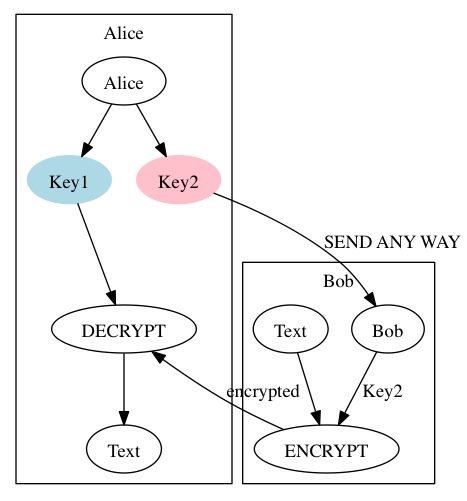 Alice
Alice
Key1
Key2
SEND ANY WAY
Bob
DECRYPT
Text
Bob
encrypted
Key2
Text
ENCRYPT